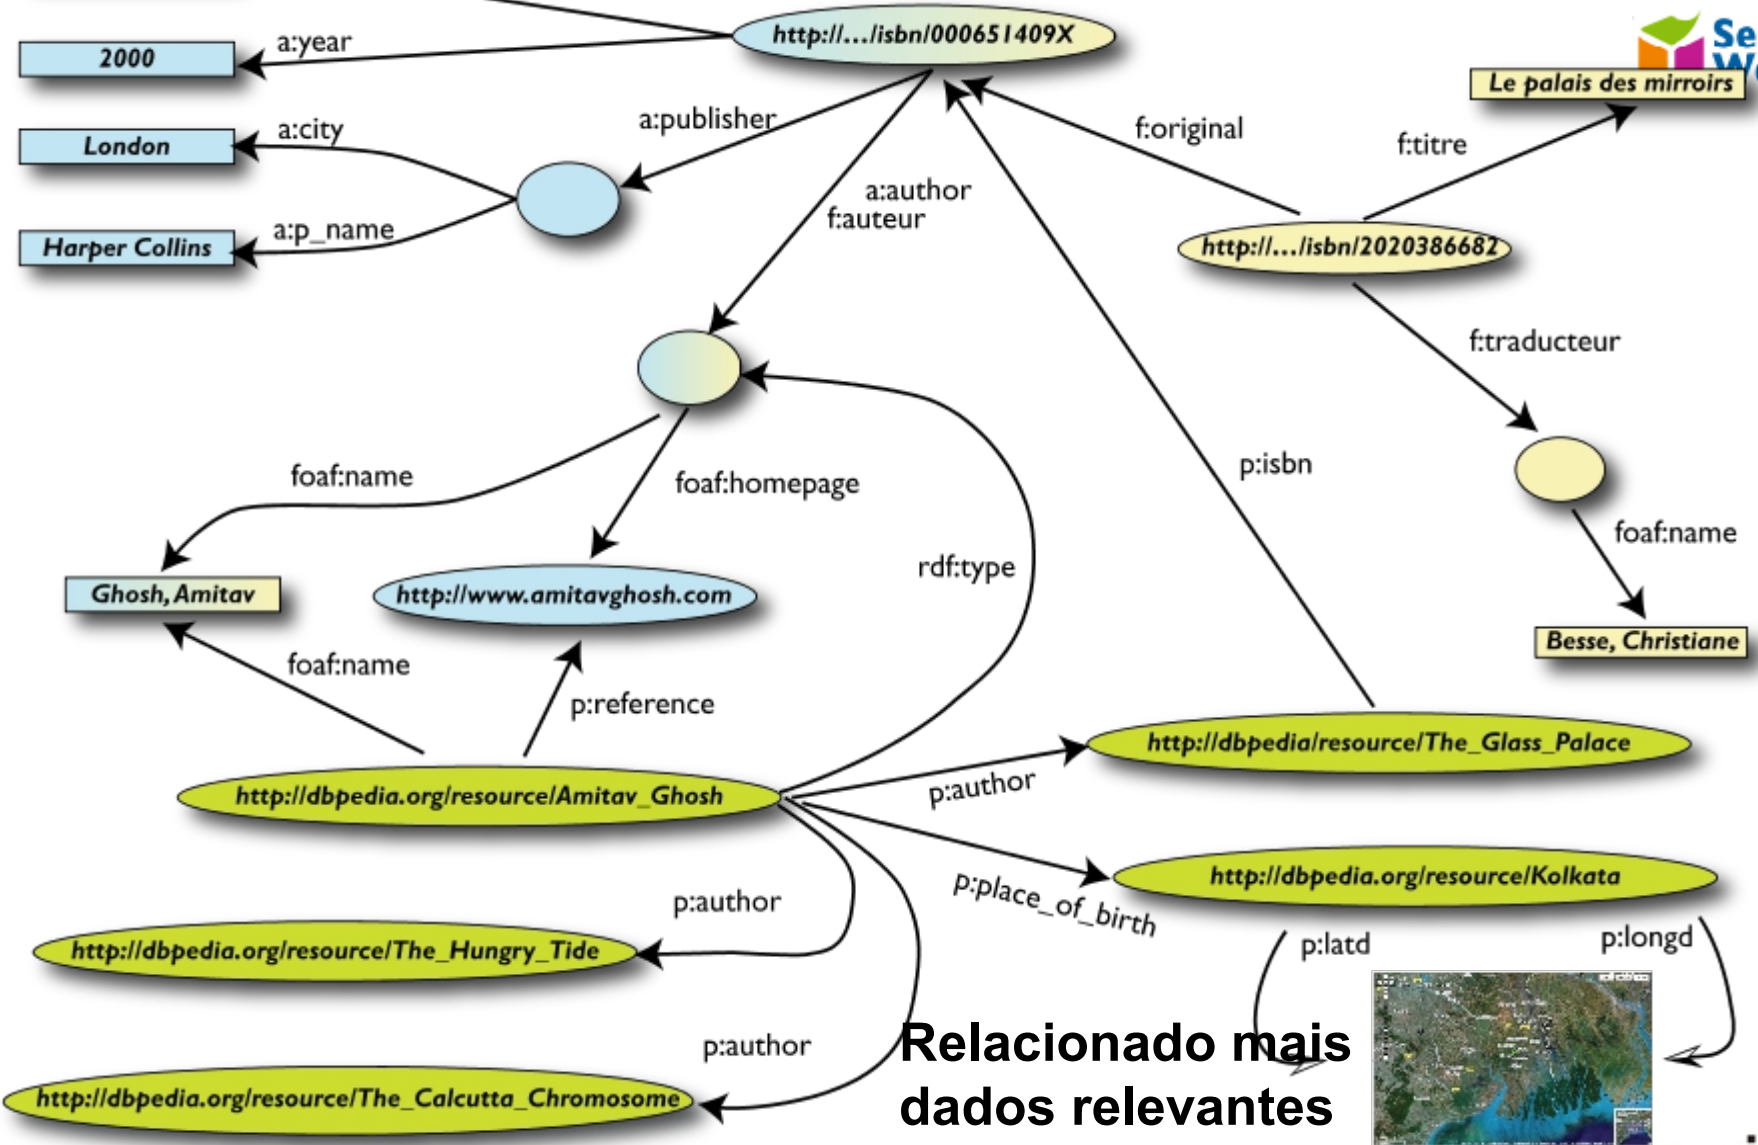 http://.../isbn/000651409X
Se
We
2000
a:year
Le palais des mirroirs
London
a:city
a:publisher
f:original
f:titre
a:author
f:auteur
Harper Collins
a:p_name
http://.../isbn/2020386682
f:traducteur
foaf:name
foaf:homepage
p:isbn
foaf:name
rdf:type
Ghosh, Amitav
http://www.amitavghosh.com
Besse, Christiane
foaf:name
p:reference
http://dbpedia/resource/The_Glass_Palace
http://dbpedia.org/resource/Amitav_Ghosh
p:author
http://dbpedia.org/resource/Kolkata
p:place_of_birth
p:author
http://dbpedia.org/resource/The_Hungry_Tide
p:latd
p:longd
p:author
Relacionado mais
dados relevantes
http://dbpedia.org/resource/The_Calcutta_Chromosome